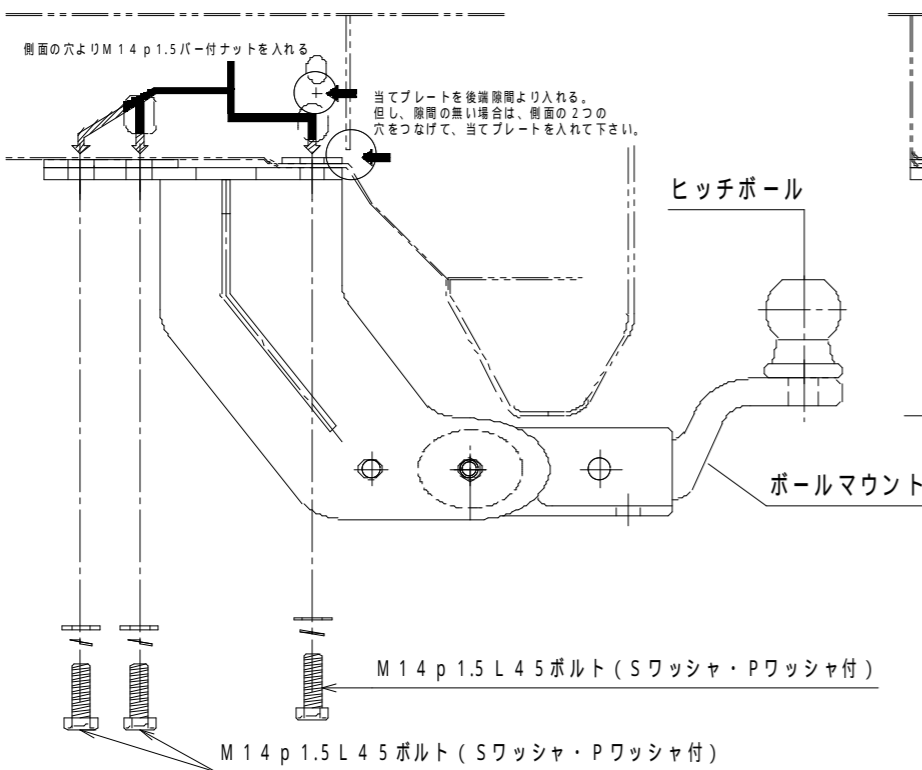 側面の穴よりM14 p1.5バー付ナットを入れる
当てプレートを後端隙間より入れる。
但し、隙間の無い場合は、側面の2つの
穴をつなげて、当てプレートを入れて下さい。
ヒッチボール
ボールマウント
M14 p1.5 L45ボルト(Sワッシャ・Pワッシャ付)
M14 p1.5 L45ボルト(Sワッシャ・Pワッシャ付)